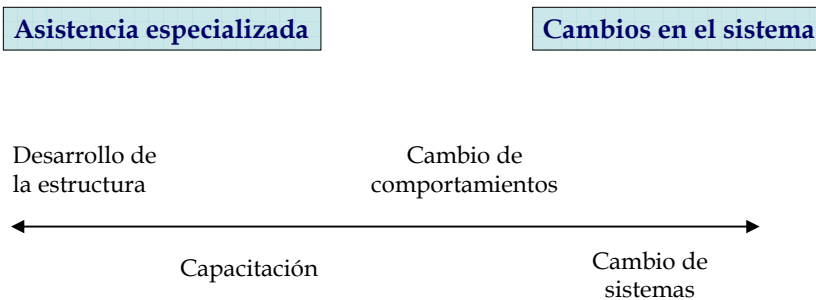 Asistencia especializada
Cambios en el sistema
Desarrollo de
la estructura
Cambio de
comportamientos
Capacitación
Cambio de
sistemas